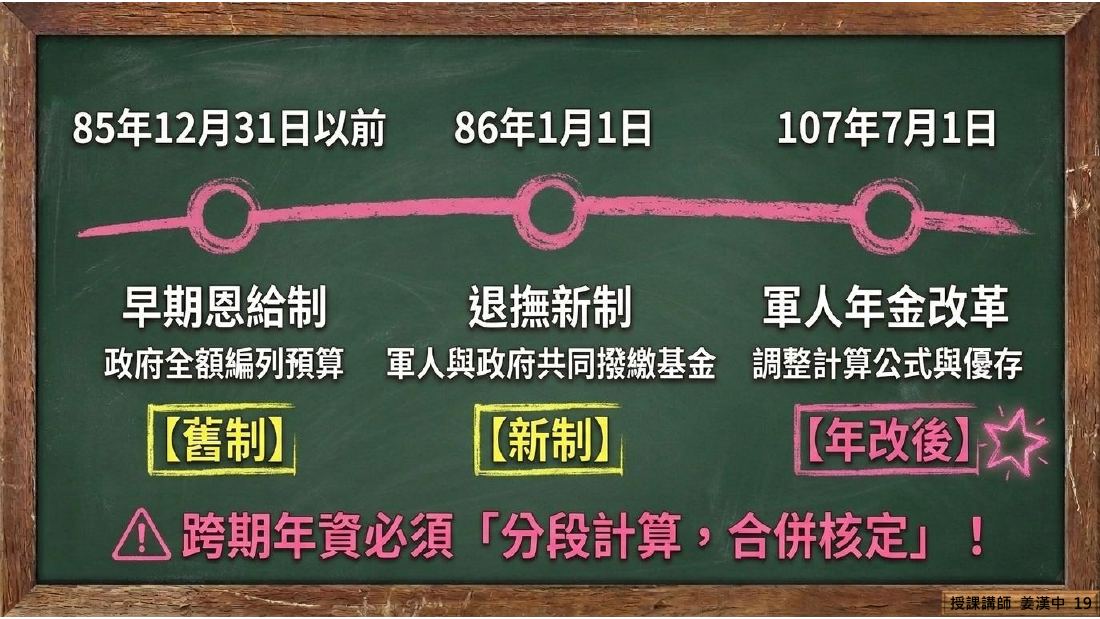 85年12月31日以前
86年1月1日
107年7月1日
早期恩給制
退撫新制
軍人年金改革
政府全額編列預算
軍人與政府共同撥繳基金
調整計算公式與優存
【舊制】
【新制】
【年改後】
跨期年資必須「分段計算，合併核定」！
授課講師 姜漢中 19